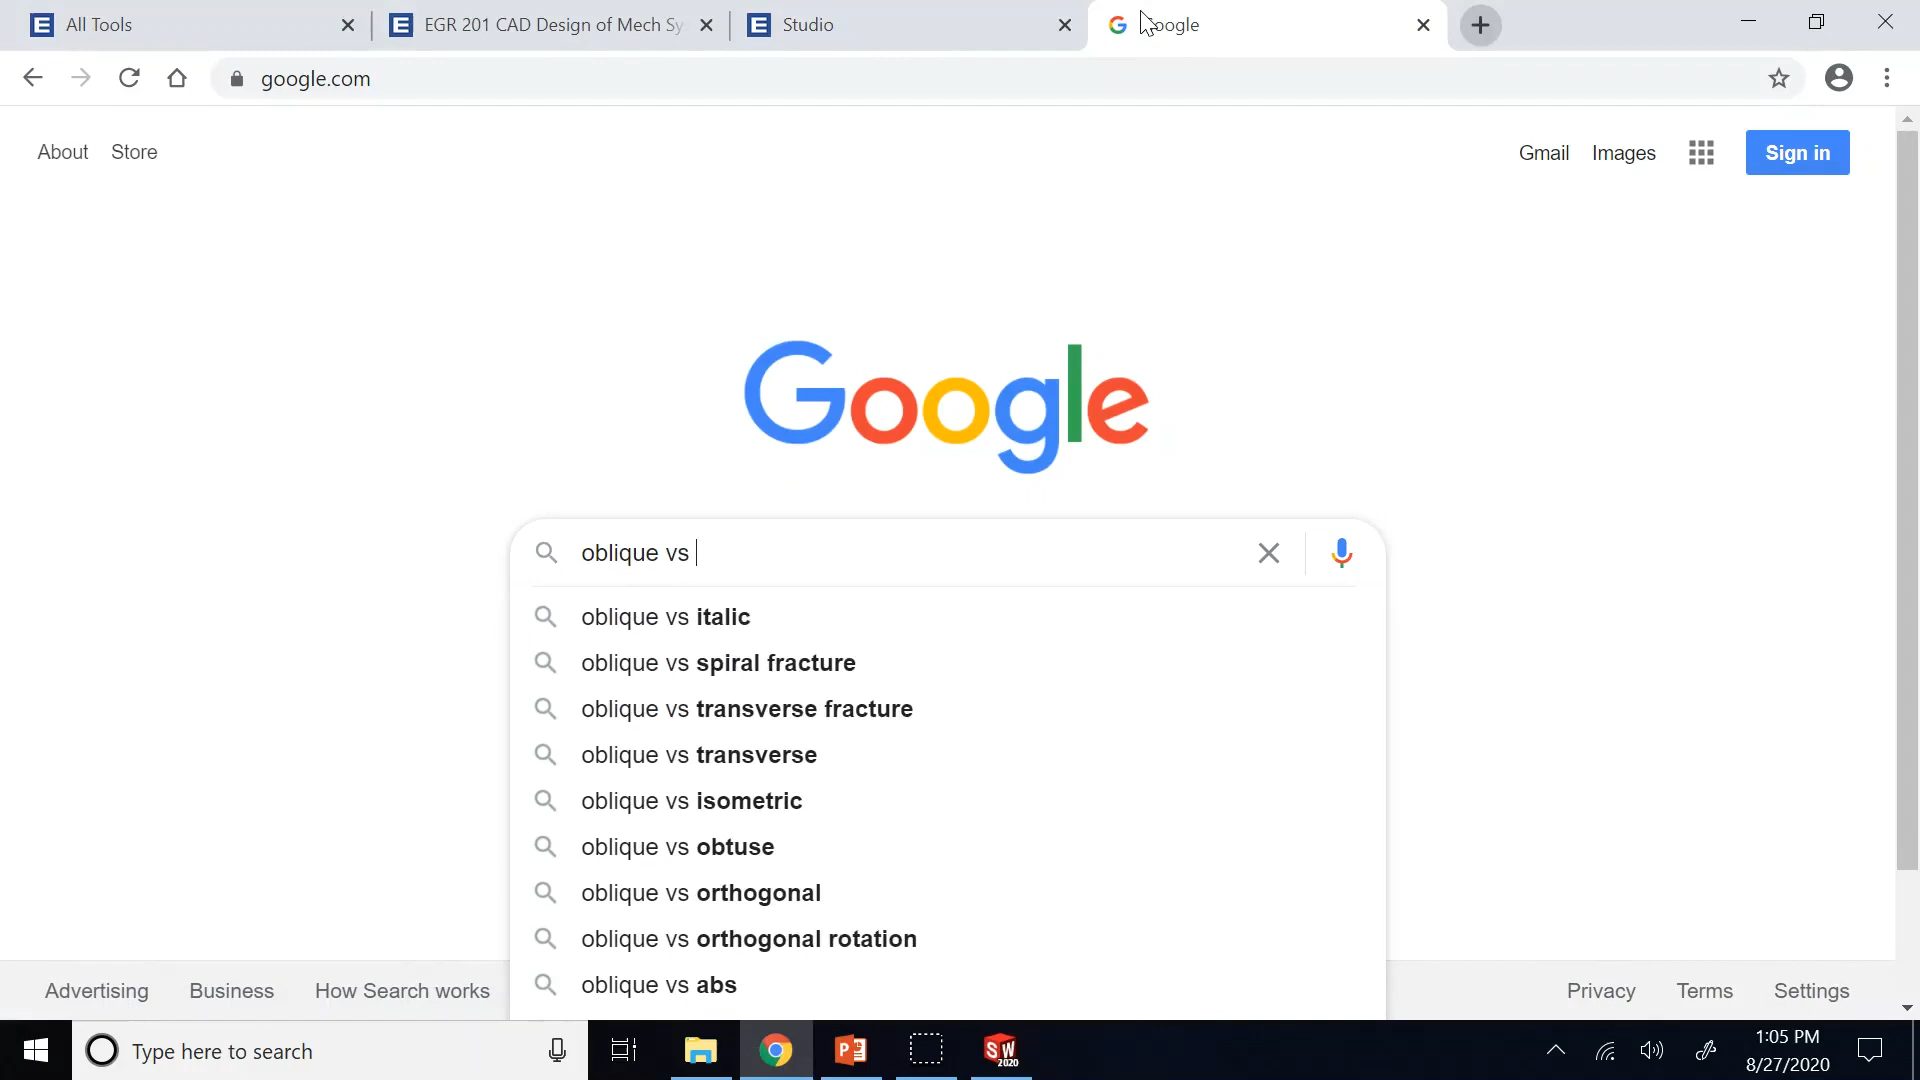 All Tools
EGR 201 CAD Design of Mech Sy
Studio
oogle
google.com
About Store
Gmail Images Sign in
Google
oblique vs
oblique vs italic
oblique vs spiral fracture
oblique vs transverse fracture
oblique vs transverse
oblique vs isometric
oblique vs obtuse
oblique vs orthogonal
oblique vs orthogonal rotation
oblique vs abs
Advertising Business How Search works
Privacy Terms Settings
Type here to search
SW
2020
1:05 PM
8/27/2020